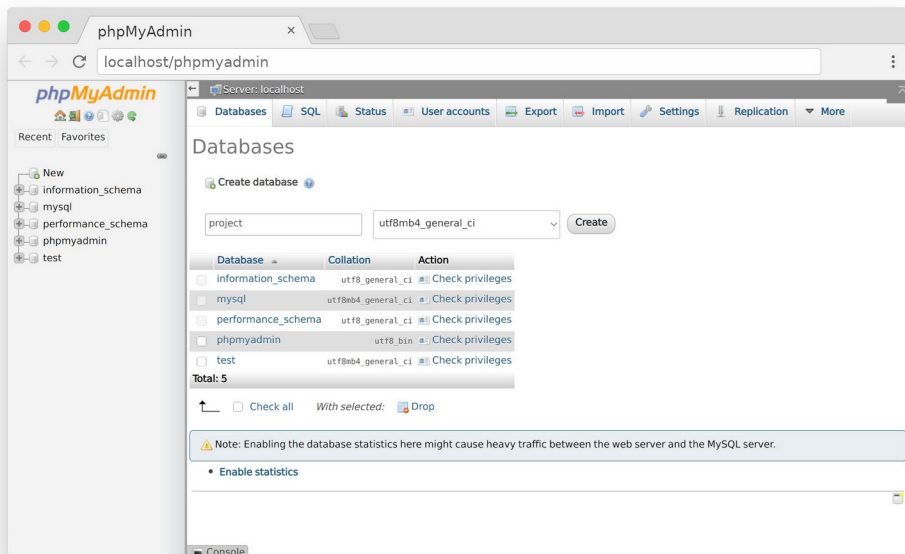 phpMyAdmin
localhost/phpmyadmin
phpMyAdmin
Recent Favorites
New
information_schema
mysql
performance_schema
phpmyadmin
test
Server: localhost
Databases SQL Status User accounts Export Import Settings Replication More
Databases
Create database
project utf8mb4_general_ci Create
Database Collation Action
information_schema utf8_general_ci Check privileges
mysql utf8mb4_general_ci Check privileges
performance_schema utf8_general_ci Check privileges
phpmyadmin utf8_bin Check privileges
test utf8mb4_general_ci Check privileges
Total: 5
Check all With selected: Drop
Note: Enabling the database statistics here might cause heavy traffic between the web server and the MySQL server.
• Enable statistics
Console